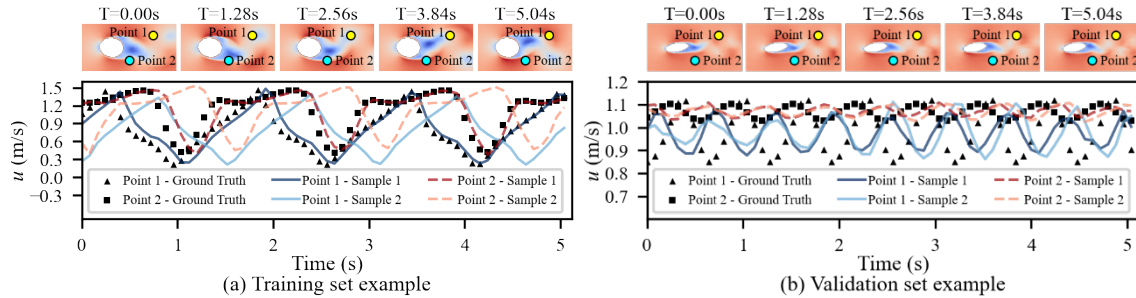 T=0.00s T=1.28s T=2.56s T=3.84s T=5.04s
Point 1 Point 1 Point 1 Point 1 Point 1
Point 2 Point 2 Point 2 Point 2 Point 2
1.5
1.2
0.9
0.6
0.3
0.0
−0.3
u (m/s)
Point 1 - Ground Truth Point 1 - Sample 1 Point 2 - Sample 1
Point 2 - Ground Truth Point 1 - Sample 2 Point 2 - Sample 2
0 1 2 3 4 5
Time (s)
(a) Training set example
T=0.00s T=1.28s T=2.56s T=3.84s T=5.04s
Point 1 Point 1 Point 1 Point 1 Point 1
Point 2 Point 2 Point 2 Point 2 Point 2
1.2
1.1
1.0
0.9
0.8
0.7
u (m/s)
Point 1 - Ground Truth Point 1 - Sample 1 Point 2 - Sample 1
Point 2 - Ground Truth Point 1 - Sample 2 Point 2 - Sample 2
0 1 2 3 4 5
Time (s)
(b) Validation set example